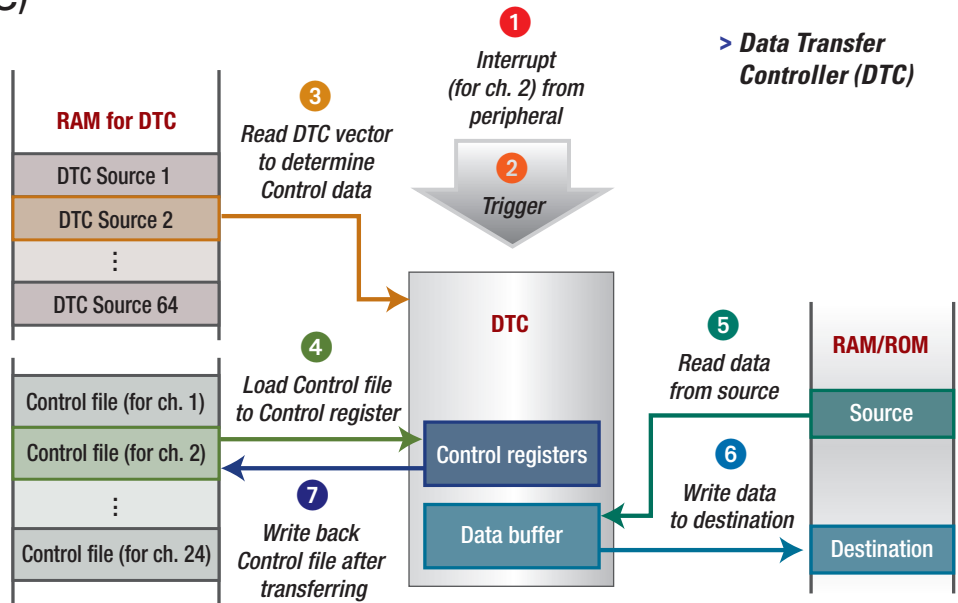 C)
1
Interrupt
(for ch. 2) from
peripheral
> Data Transfer
Controller (DTC)
2
Trigger
RAM for DTC
DTC Source 1
DTC Source 2
⋮
DTC Source 64
3
Read DTC vector
to determine
Control data
Control file (for ch. 1)
Control file (for ch. 2)
⋮
Control file (for ch. 24)
4
Load Control file
to Control register
7
Write back
Control file after
transferring
DTC
Control registers
Data buffer
5
Read data
from source
6
Write data
to destination
RAM/ROM
Source
Destination